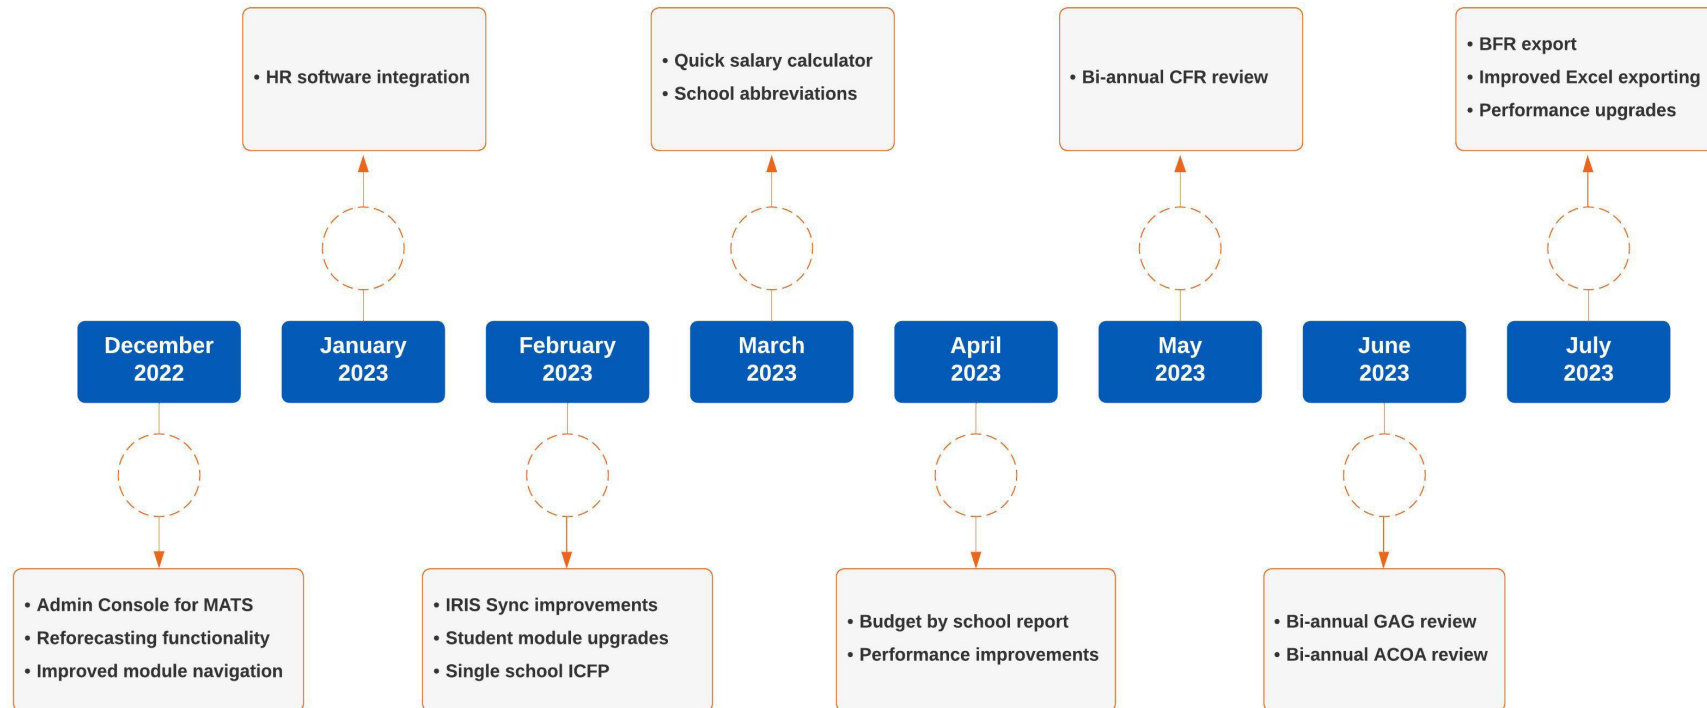 • HR software integration
• Quick salary calculator
• School abbreviations
• Bi-annual CFR review
• BFR export
• Improved Excel exporting
• Performance upgrades
December
2022
January
2023
February
2023
March
2023
April
2023
May
2023
June
2023
July
2023
• Admin Console for MATS
• Reforecasting functionality
• Improved module navigation
• IRIS Sync improvements
• Student module upgrades
• Single school ICFP
• Budget by school report
• Performance improvements
• Bi-annual GAG review
• Bi-annual ACOA review